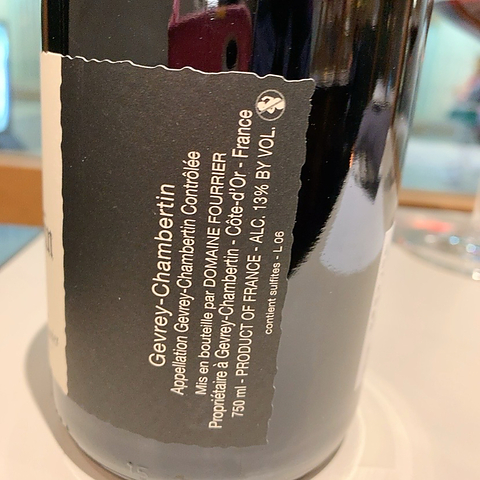 Gevrey-Chambertin
Appellation Gevrey-Chambertin Contrôlée
Mis en bouteille par DOMAINE FOURRIER
Propriétaire à Gevrey-Chambertin - Côte-d'Or - France
750 ml - PRODUCT OF FRANCE - ALC. 13% BY VOL.
contient sulfites - L 06